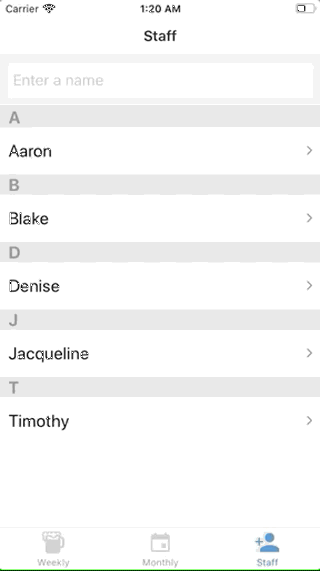 Carrier 1:20 AM
Staff
Enter a name
A
Aaron
B
Blake
D
Denise
J
Jacqueline
T
Timothy
Weekly Monthly Staff